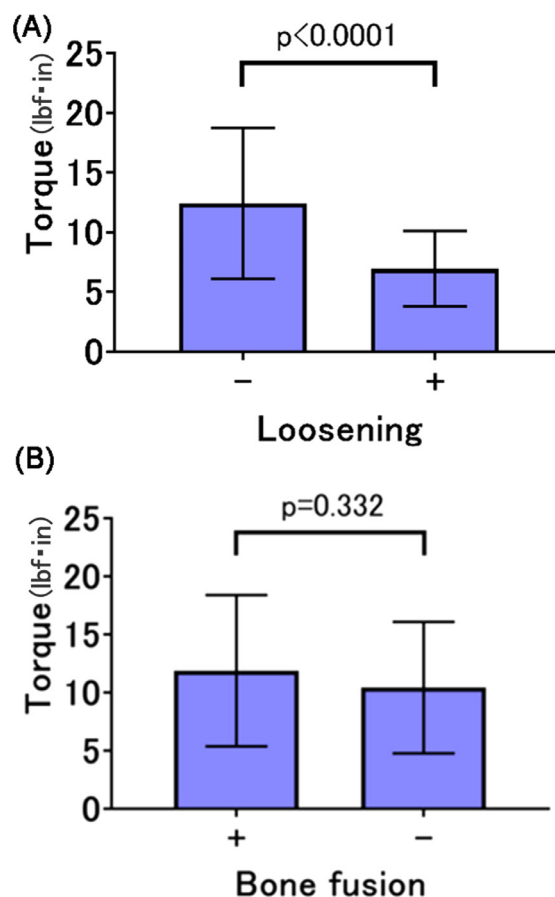 (A)
p<0.0001
Torque (lbf・in)
25
20
15
10
5
0
− +
Loosening
(B)
p=0.332
Torque (lbf・in)
25
20
15
10
5
0
+ −
Bone fusion